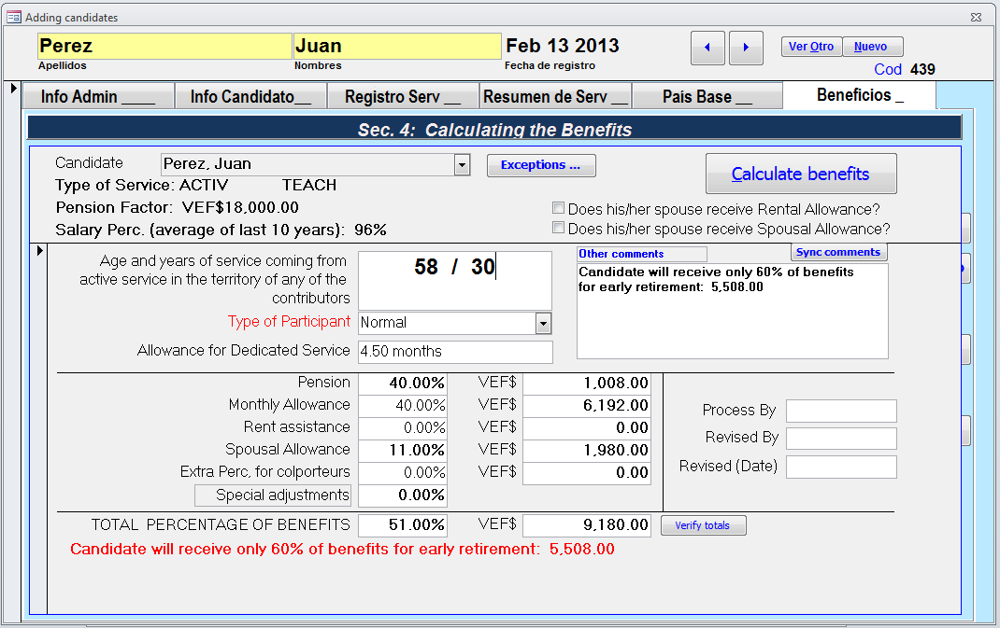 Adding candidates
Perez Juan Feb 13 2013
Apellidos Nombres Fecha de registro
Ver Otro Nuevo
Cod 439
Info Admin ____ Info Candidato__ Registro Serv __ Resumen de Serv __ País Base __ Beneficios _
Sec. 4: Calculating the Benefits
Candidate Perez, Juan Exceptions ... Calculate benefits
Type of Service: ACTIV TEACH
Pension Factor: VEF$18,000.00
Does his/her spouse receive Rental Allowance?
Salary Perc. (average of last 10 years): 96%
Does his/her spouse receive Spousal Allowance?
Age and years of service coming from
active service in the territory of any of the
contributors
58 / 30
Other comments Sync comments
Candidate will receive only 60% of benefits
for early retirement: 5,508.00
Type of Participant Normal
Allowance for Dedicated Service 4.50 months
Pension 40.00% VEF$ 1,008.00
Monthly Allowance 40.00% VEF$ 6,192.00
Rent assistance 0.00% VEF$ 0.00
Spousal Allowance 11.00% VEF$ 1,980.00
Extra Perc, for colporteurs 0.00% VEF$ 0.00
Special adjustments 0.00%
Process By
Revised By
Revised (Date)
TOTAL PERCENTAGE OF BENEFITS 51.00% VEF$ 9,180.00 Verify totals
Candidate will receive only 60% of benefits for early retirement: 5,508.00